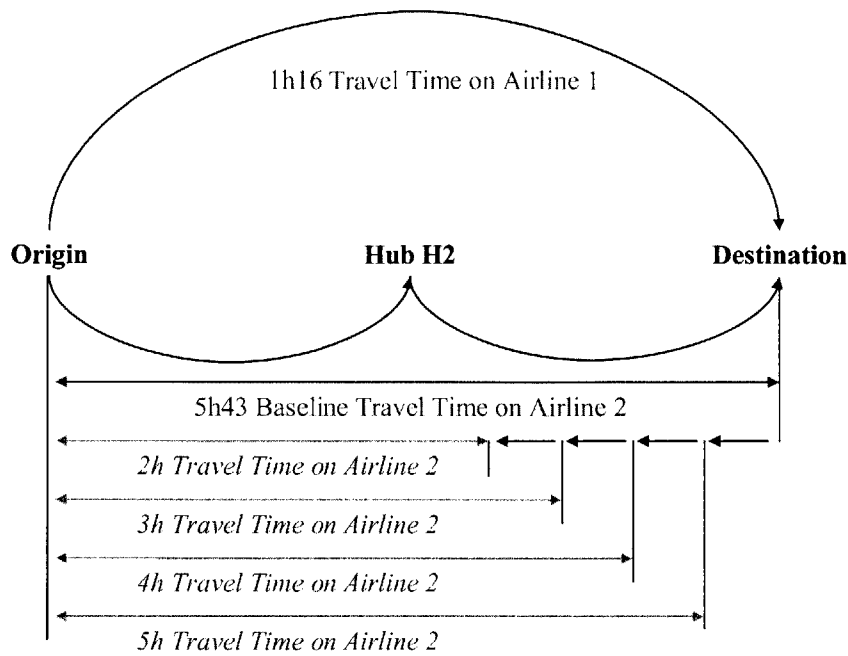 1h16 Travel Time on Airline 1
Origin
Hub H2
Destination
5h43 Baseline Travel Time on Airline 2
2h Travel Time on Airline 2
3h Travel Time on Airline 2
4h Travel Time on Airline 2
5h Travel Time on Airline 2